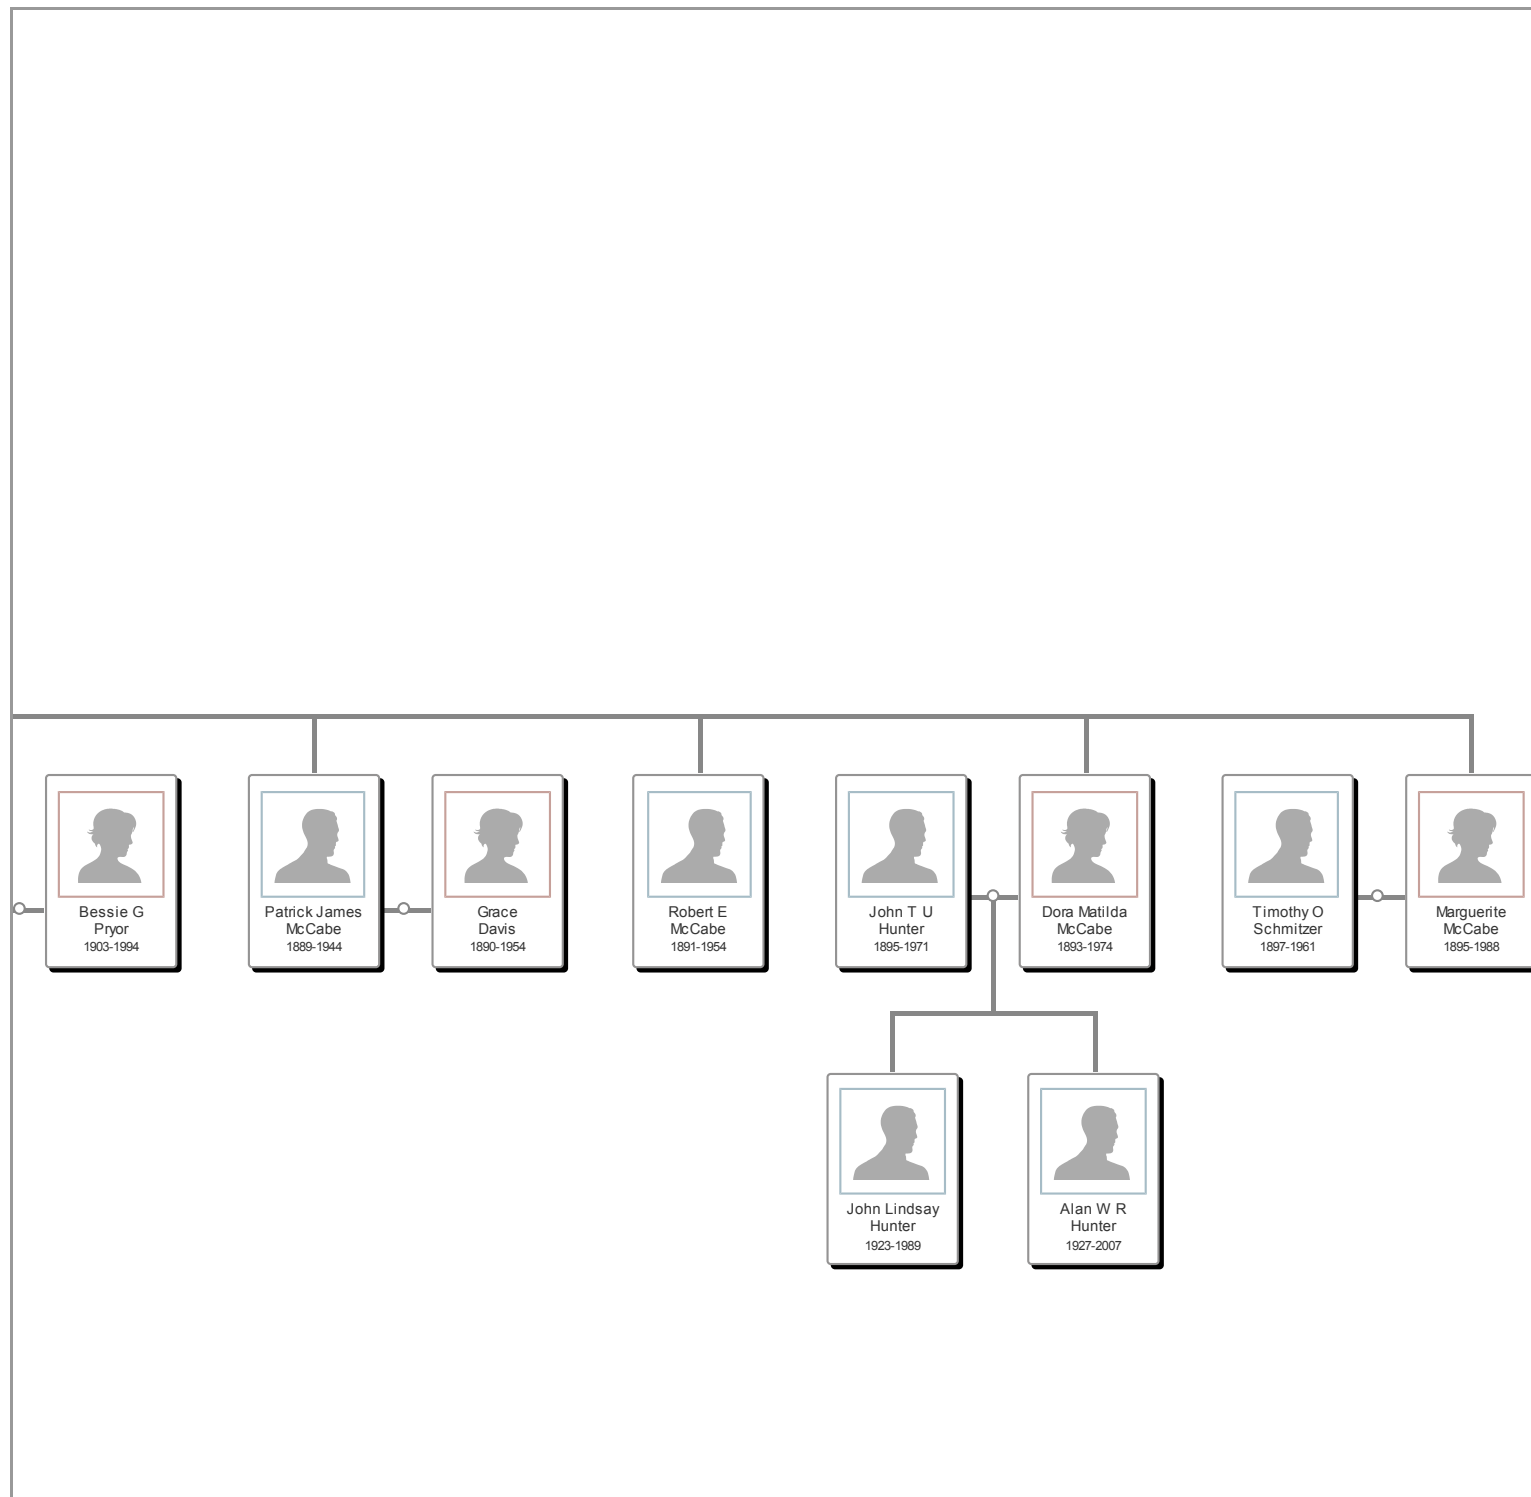 Bessie G
Pryor
1903-1994
Patrick James
McCabe
1889-1944
Grace
Davis
1890-1954
Robert E
McCabe
1891-1954
John T U
Hunter
1895-1971
Dora Matilda
McCabe
1893-1974
Timothy O
Schmitzer
1897-1961
Marguerite
McCabe
1895-1988
John Lindsay
Hunter
1923-1989
Alan W R
Hunter
1927-2007